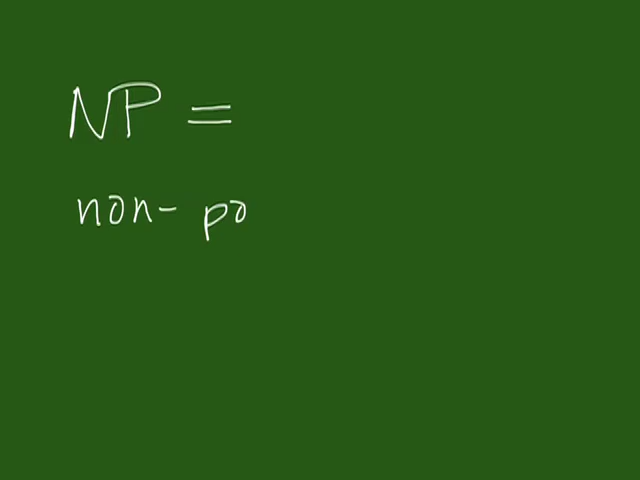 NP =
non- po